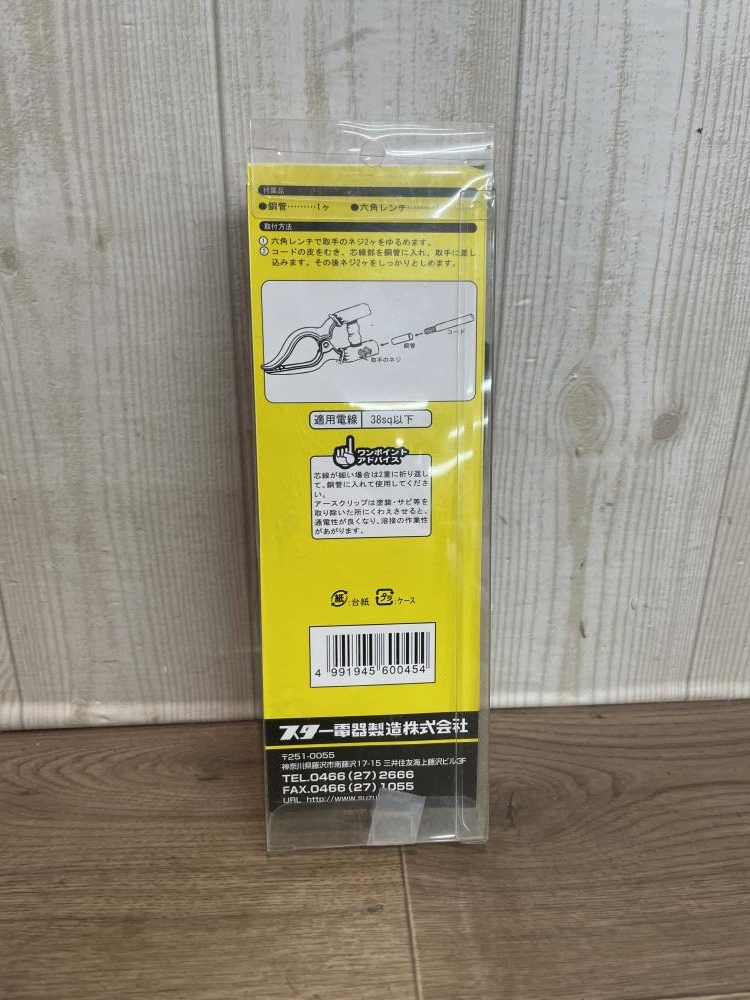 付属品
●銅管………1ヶ ●六角レンチ
取付方法
① 六角レンチで取手のネジ2ヶをゆるめます。
② コードの皮をむき、芯線部を銅管に入れ、取手に差し
込みます。その後ネジ2ヶをしっかりとしめます。
コード
銅管
取手のネジ
適用電線 38sq以下
ワンポイント
アドバイス
芯線が細い場合は2重に折り返し
て、銅管に入れて使用してくださ
い。
アースクリップは塗装・サビ等を
取り除いた所にくわえさせると、
通電性が良くなり、溶接の作業性
があがります。
紙:台紙 プラ:ケース
4 991945 600454
スター電器製造株式会社
〒251-0055
神奈川県藤沢市南藤沢17-15 三井住友海上藤沢ビル3F
TEL.0466(27)2666
FAX.0466(27)1055
URL http://www.suzu